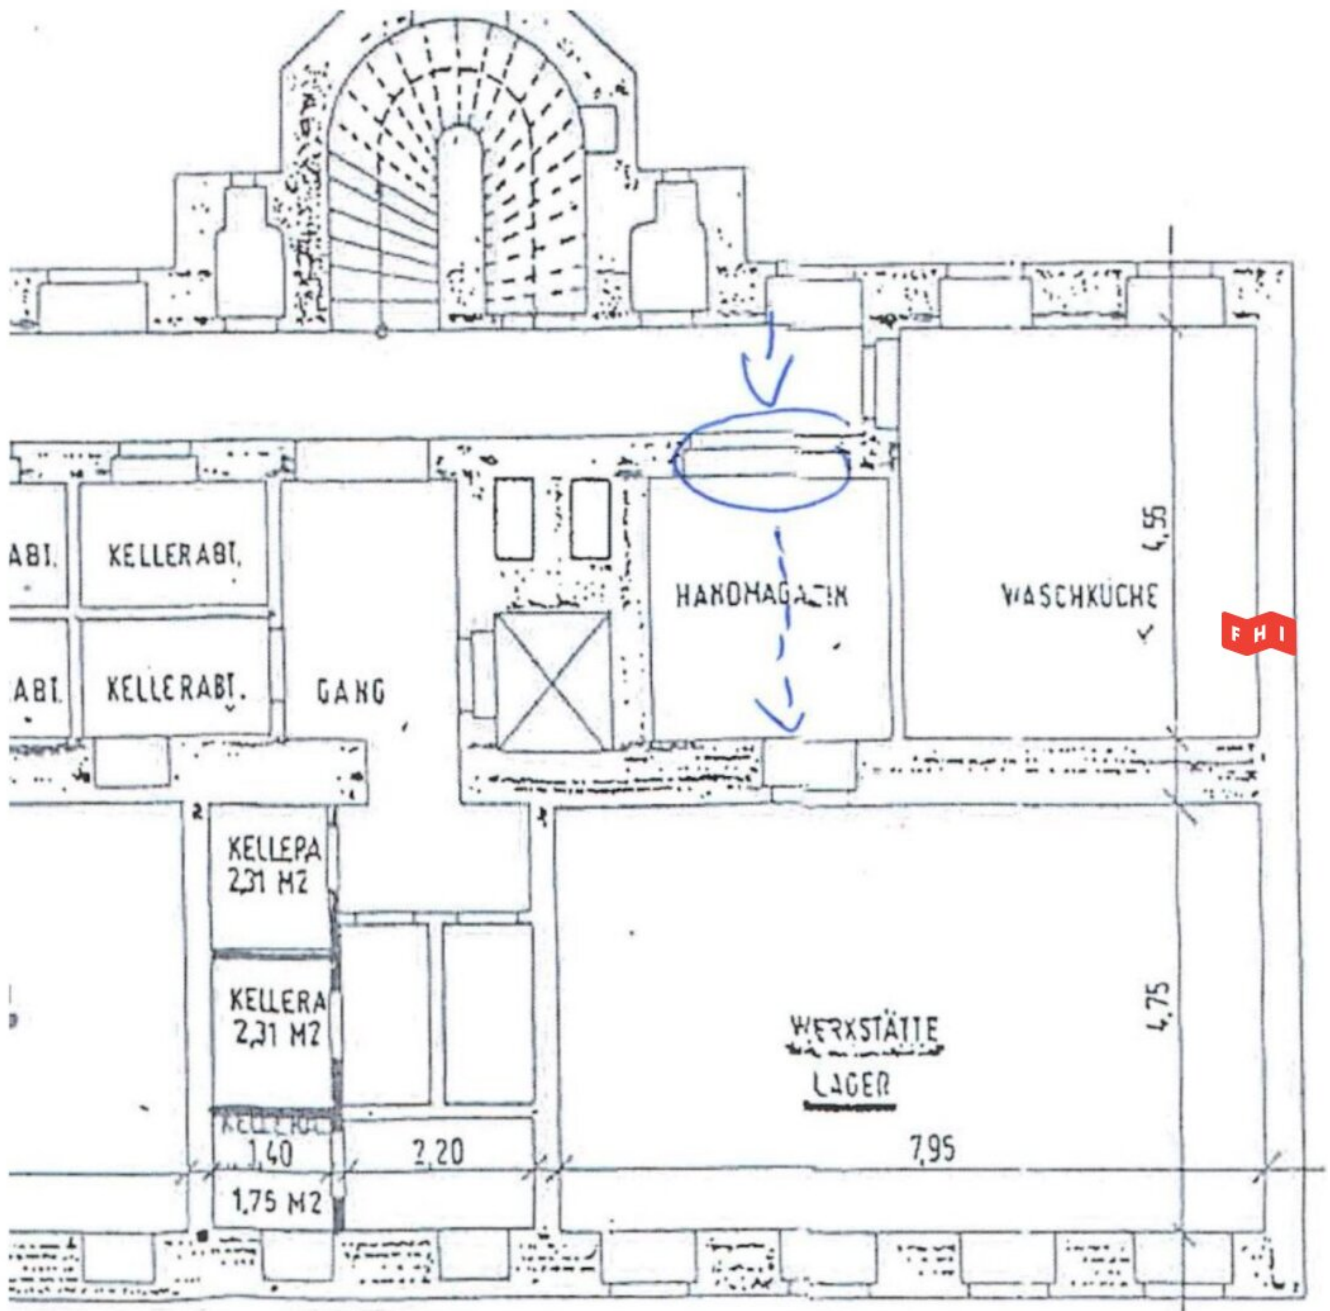 ABT.
KELLERABT.
HANDMAGAZIN
WASCHKÜCHE
4,55
FHI
ABT.
KELLERABT.
GANG
KELLERA
2,31 M2
KELLERA
2,31 M2
WERKSTÄTTE
LAGER
4,75
1,40
2,20
7,95
1,75 M2